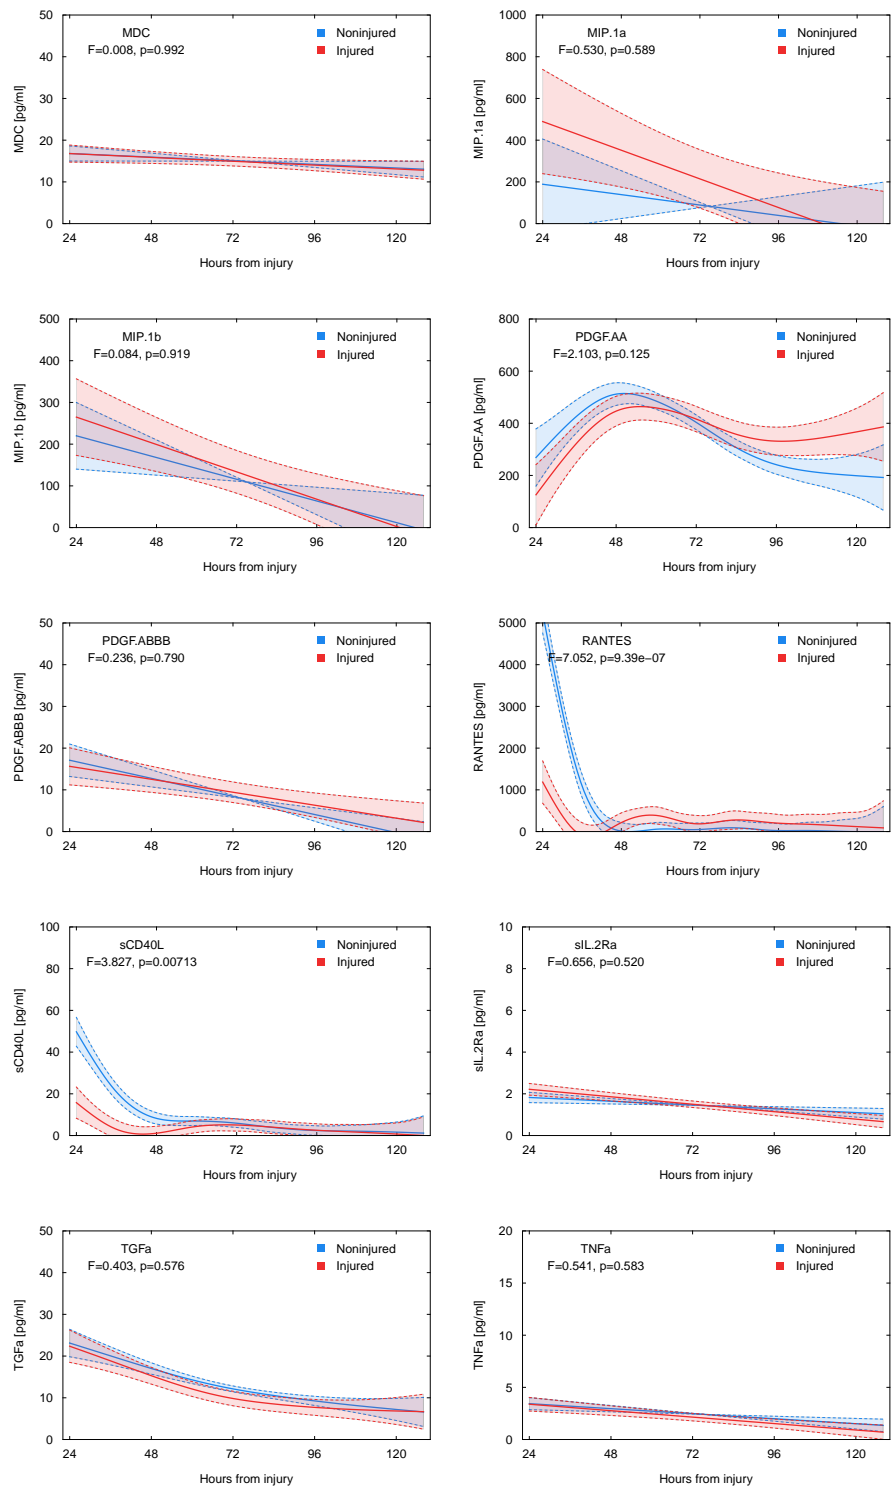 MDC
F=0.008, p=0.992
Noninjured
Injured
MDC [pg/ml]
50
40
30
20
10
0
24 48 72 96 120
Hours from injury
MIP.1a
F=0.530, p=0.589
Noninjured
Injured
MIP.1a [pg/ml]
1000
800
600
400
200
0
24 48 72 96 120
Hours from injury
MIP.1b
F=0.084, p=0.919
Noninjured
Injured
MIP.1b [pg/ml]
500
400
300
200
100
0
24 48 72 96 120
Hours from injury
PDGF.AA
F=2.103, p=0.125
Noninjured
Injured
PDGF.AA [pg/ml]
800
600
400
200
0
24 48 72 96 120
Hours from injury
PDGF.ABBB
F=0.236, p=0.790
Noninjured
Injured
PDGF.ABBB [pg/ml]
50
40
30
20
10
0
24 48 72 96 120
Hours from injury
RANTES
F=7.052, p=9.39e−07
Noninjured
Injured
RANTES [pg/ml]
5000
4000
3000
2000
1000
0
24 48 72 96 120
Hours from injury
sCD40L
F=3.827, p=0.00713
Noninjured
Injured
sCD40L [pg/ml]
100
80
60
40
20
0
24 48 72 96 120
Hours from injury
sIL.2Ra
F=0.656, p=0.520
Noninjured
Injured
sIL.2Ra [pg/ml]
10
8
6
4
2
0
24 48 72 96 120
Hours from injury
TGFa
F=0.403, p=0.576
Noninjured
Injured
TGFa [pg/ml]
50
40
30
20
10
0
24 48 72 96 120
Hours from injury
TNFa
F=0.541, p=0.583
Noninjured
Injured
TNFa [pg/ml]
20
15
10
5
0
24 48 72 96 120
Hours from injury